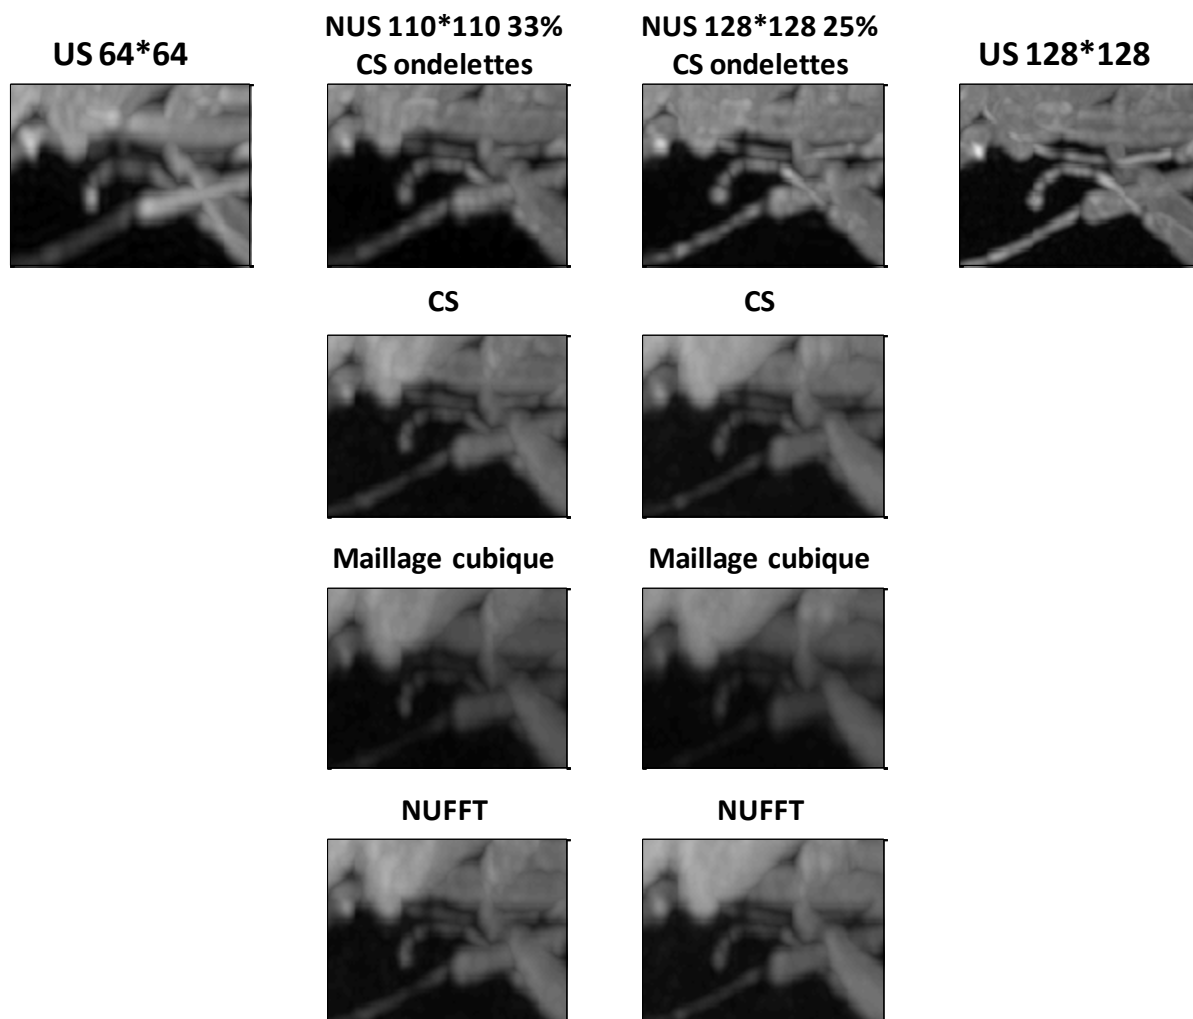 US 64*64
NUS 110*110 33%
CS ondelettes
NUS 128*128 25%
CS ondelettes
US 128*128
CS
CS
Maillage cubique
Maillage cubique
NUFFT
NUFFT